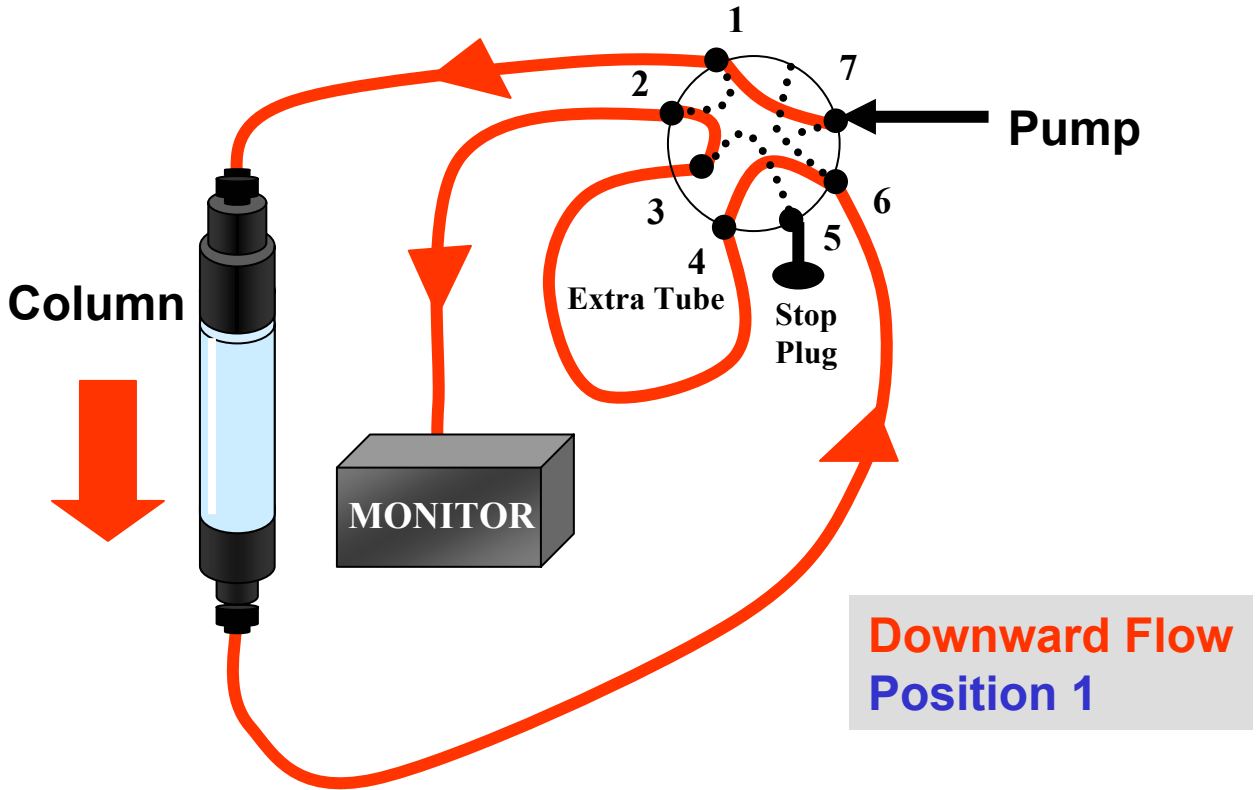 1
7
2
Pump
3
6
4
5
Column
Extra Tube
Stop
Plug
MONITOR
Downward Flow
Position 1